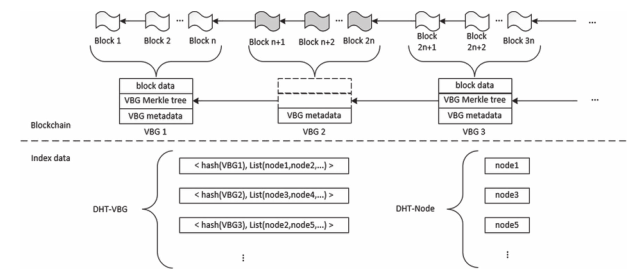 ... ... ... ...
Block 1 Block 2 Block n Block n+1 Block n+2 Block 2n Block 2n+1 Block 2n+2 Block 3n
block data block data
VBG Merkle tree VBG Merkle tree ...
VBG metadata VBG metadata VBG metadata
Blockchain VBG 1 VBG 2 VBG 3
Index data
< hash(VBG1), List(node1,node2,...) > node1
< hash(VBG2), List(node3,node4,...) > node3
DHT-VBG DHT-Node
< hash(VBG3), List(node2,node5,...) > node5
⋮ ⋮